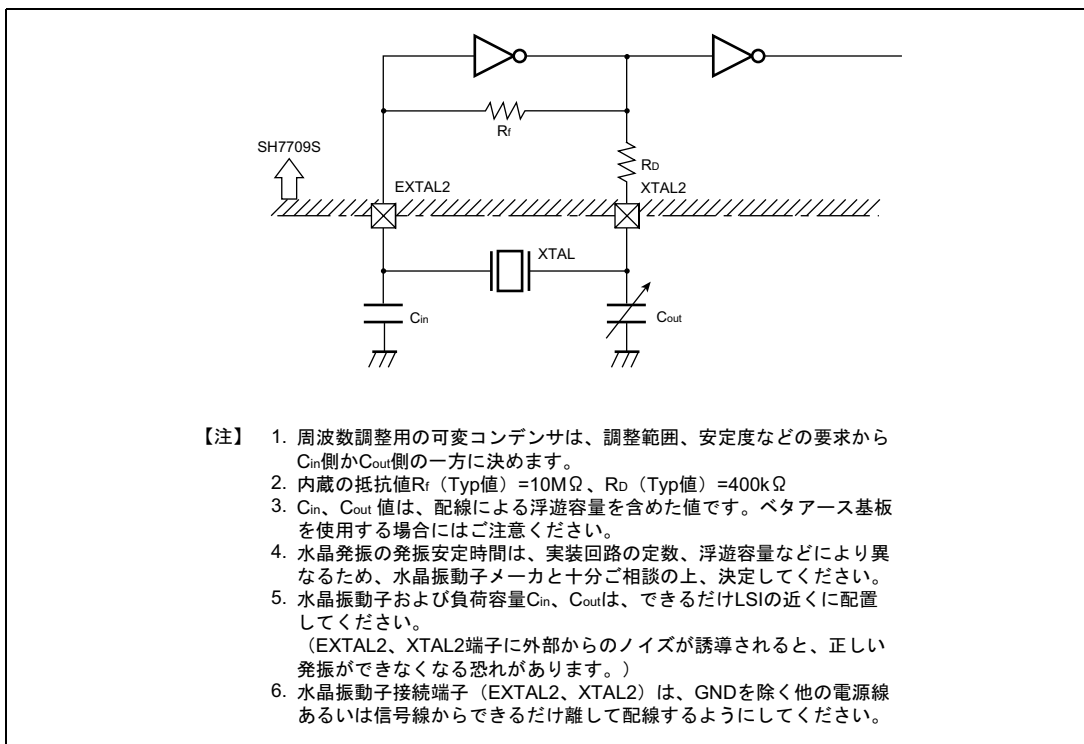 Rf
SH7709S
RD
EXTAL2
XTAL2
XTAL
Cin
Cout
【注】 1. 周波数調整用の可変コンデンサは、調整範囲、安定度などの要求から
Cin側かCout側の一方に決めます。
2. 内蔵の抵抗値Rf（Typ値）=10MΩ、RD（Typ値）=400kΩ
3. Cin、Cout 値は、配線による浮遊容量を含めた値です。ベタアース基板
を使用する場合にはご注意ください。
4. 水晶発振の発振安定時間は、実装回路の定数、浮遊容量などにより異
なるため、水晶振動子メーカと十分ご相談の上、決定してください。
5. 水晶振動子および負荷容量Cin、Coutは、できるだけLSIの近くに配置
してください。
（EXTAL2、XTAL2端子に外部からのノイズが誘導されると、正しい
発振ができなくなる恐れがあります。）
6. 水晶振動子接続端子（EXTAL2、XTAL2）は、GNDを除く他の電源線
あるいは信号線からできるだけ離して配線するようにしてください。